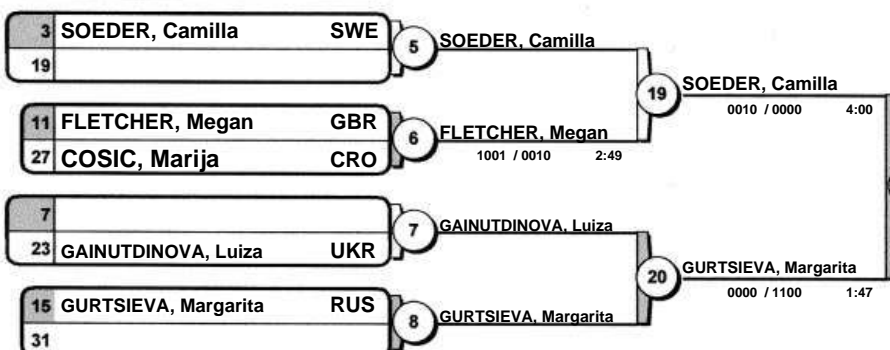 3 SOEDER, Camilla SWE
19
5 SOEDER, Camilla
11 FLETCHER, Megan GBR
27 COSIC, Marija CRO
6 FLETCHER, Megan
1001 / 0010 2:49
19 SOEDER, Camilla
0010 / 0000 4:00
7
23 GAINUTDINOVA, Luiza UKR
7 GAINUTDINOVA, Luiza
15 GURTSIEVA, Margarita RUS
31
8 GURTSIEVA, Margarita
20 GURTSIEVA, Margarita
0000 / 1100 1:47